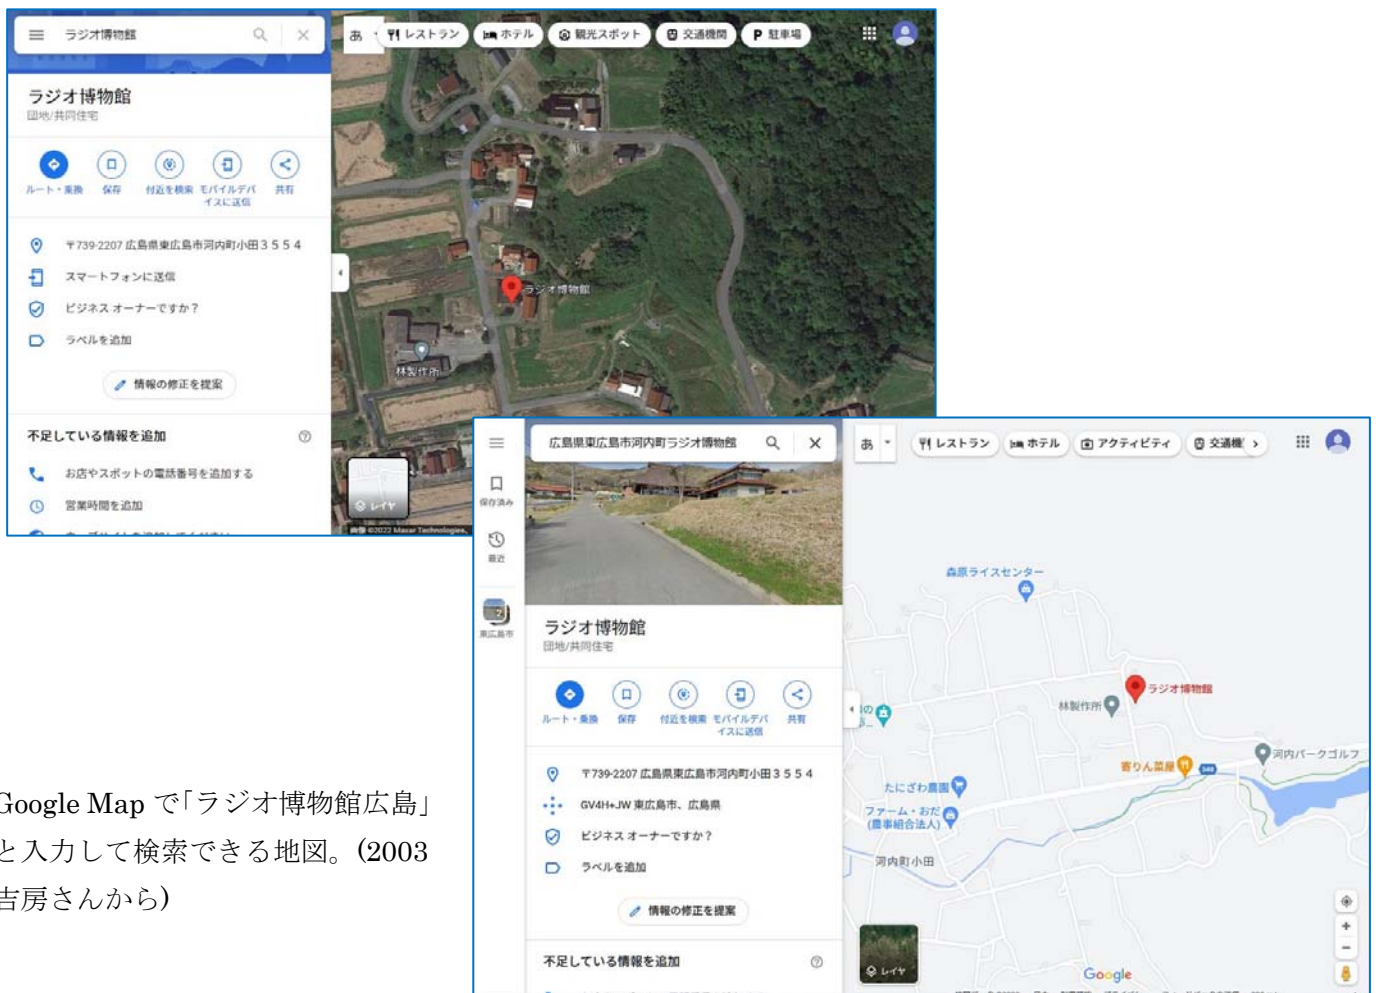 ラジオ博物館
あ
レストラン
ホテル
観光スポット
交通機関
P 駐車場
ラジオ博物館
団地/共同住宅
ルート・乗換
保存
付近を検索
モバイルデバ
イスに送信
共有
〒739-2207 広島県東広島市河内町小田３５５４
スマートフォンに送信
ビジネス オーナーですか？
ラベルを追加
情報の修正を提案
不足している情報を追加
お店やスポットの電話番号を追加する
営業時間を追加
ラジオ博物館
林製作所
レイヤ
画像 ©2022 Maxar Technologies,
広島県東広島市河内町ラジオ博物館
あ
レストラン
ホテル
アクティビティ
交通機
保存済み
最近
2
東広島市
ラジオ博物館
団地/共同住宅
ルート・乗換
保存
付近を検索
モバイルデバ
イスに送信
共有
〒739-2207 広島県東広島市河内町小田３５５４
GV4H+JW 東広島市、広島県
ビジネス オーナーですか？
ラベルを追加
情報の修正を提案
不足している情報を追加
森原ライスセンター
ラジオ博物館
林製作所
河内パークゴルフ
寄りん菜屋
たにざわ農園
ファーム・おだ
(農事組合法人)
河内町小田
レイヤ
Google
Google Map で「ラジオ博物館広島」
と入力して検索できる地図。(2003
吉房さんから)